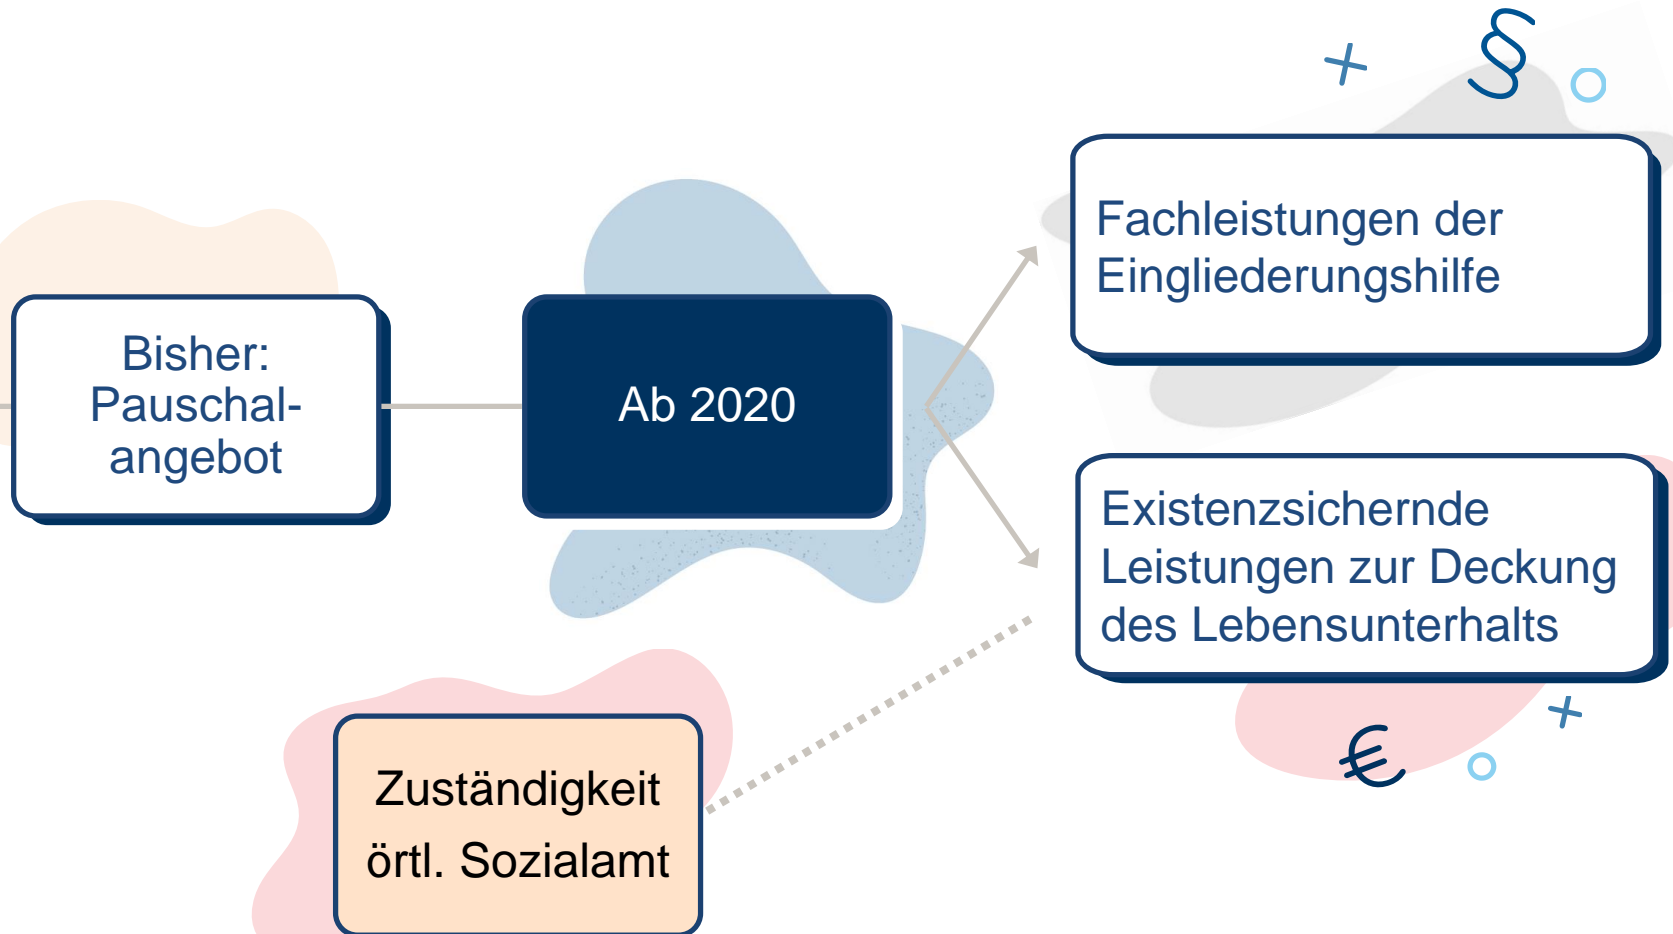 §
Fachleistungen der
Eingliederungshilfe
Bisher:
Pauschal-
angebot
Ab 2020
Existenzsichernde
Leistungen zur Deckung
des Lebensunterhalts
€
Zuständigkeit
örtl. Sozialamt